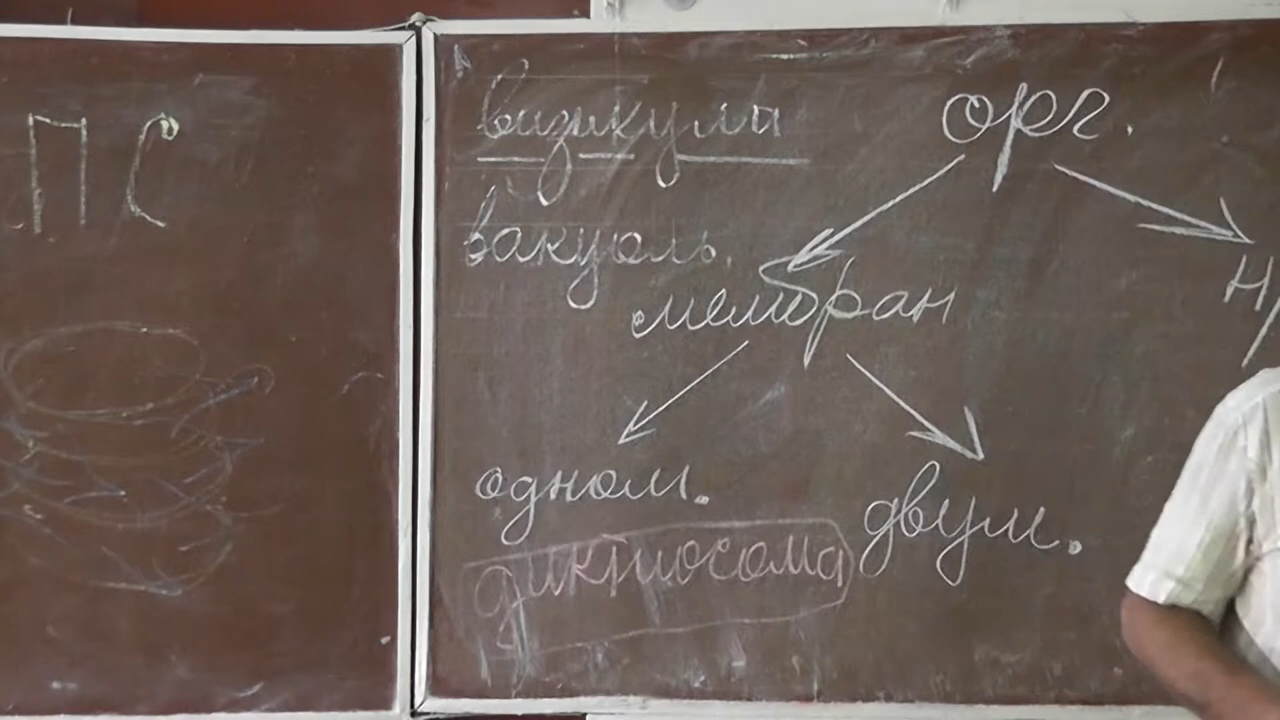 ПС
везикула
вакуоль.
орг.
мембран
одном.
двум.
диктиосома